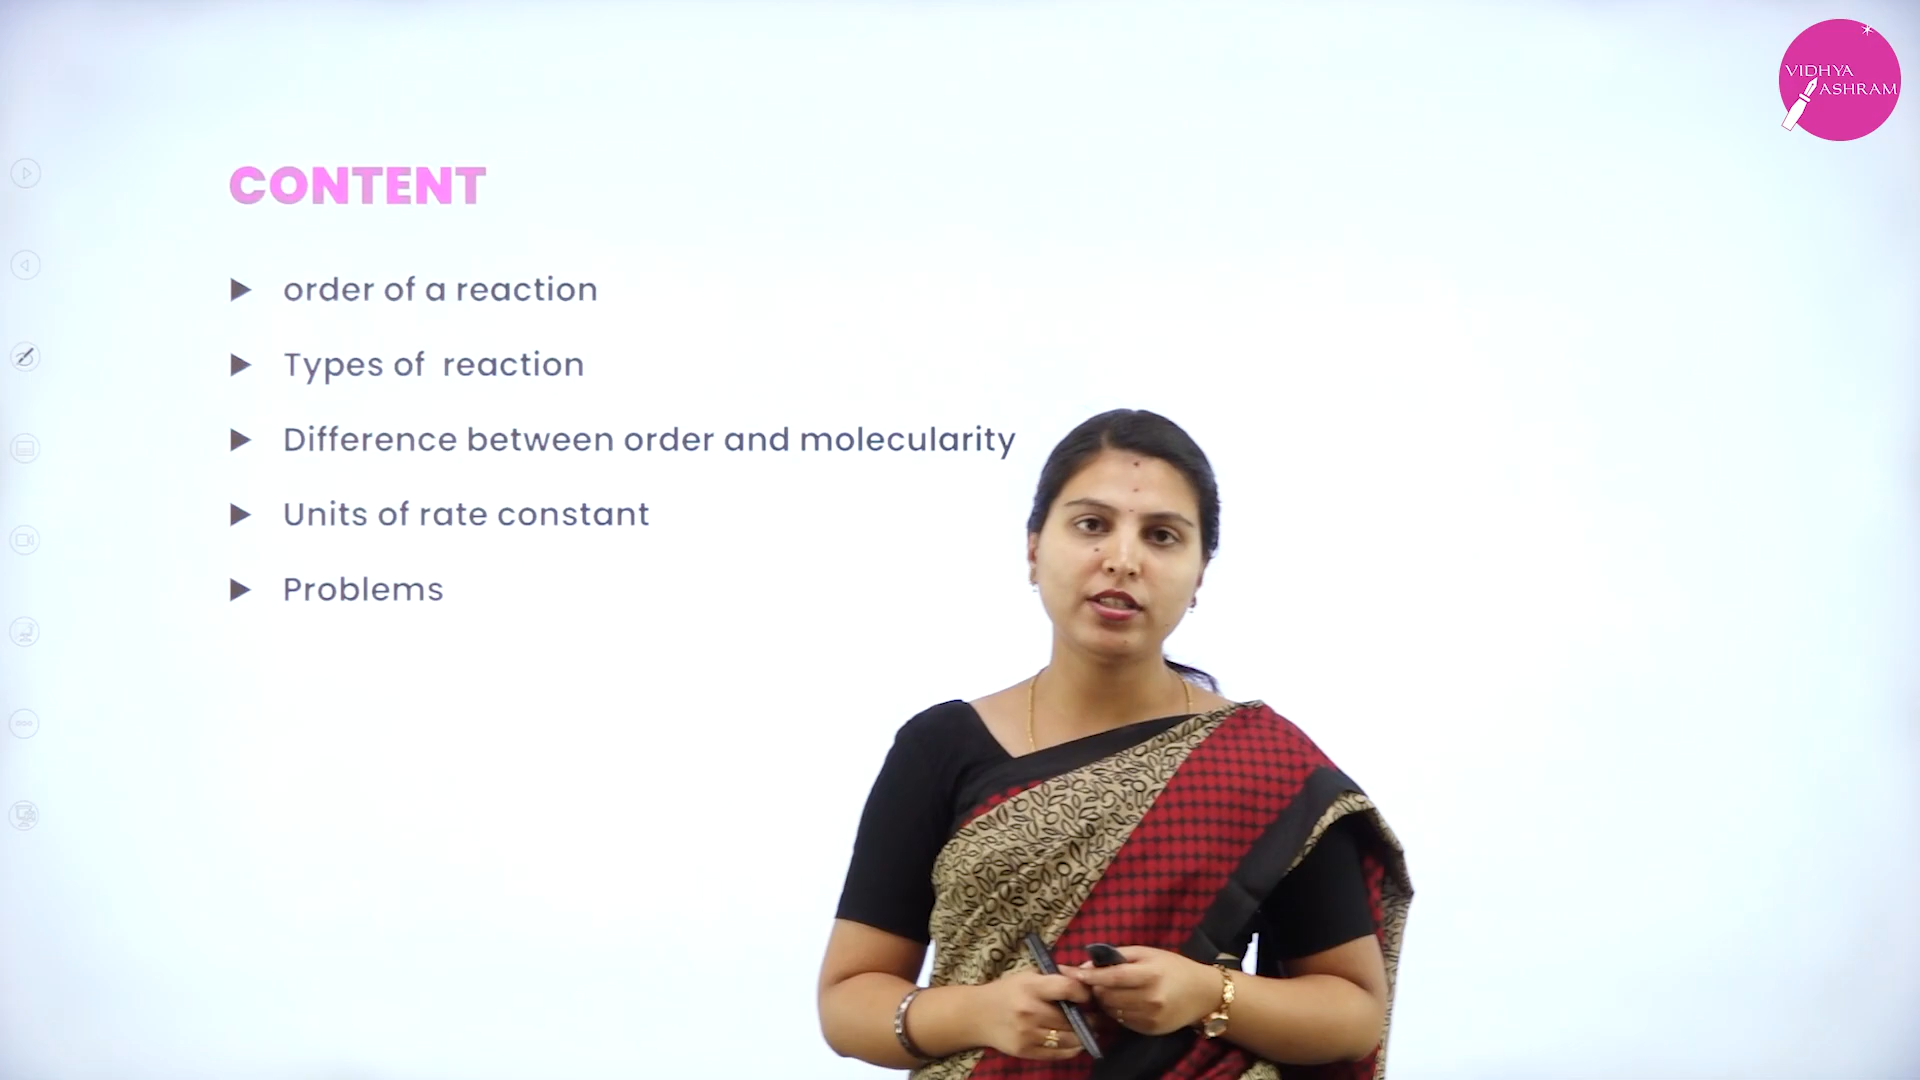 VIDHYA
ASHRAM
CONTENT
order of a reaction
Types of reaction
Difference between order and molecularity
Units of rate constant
Problems